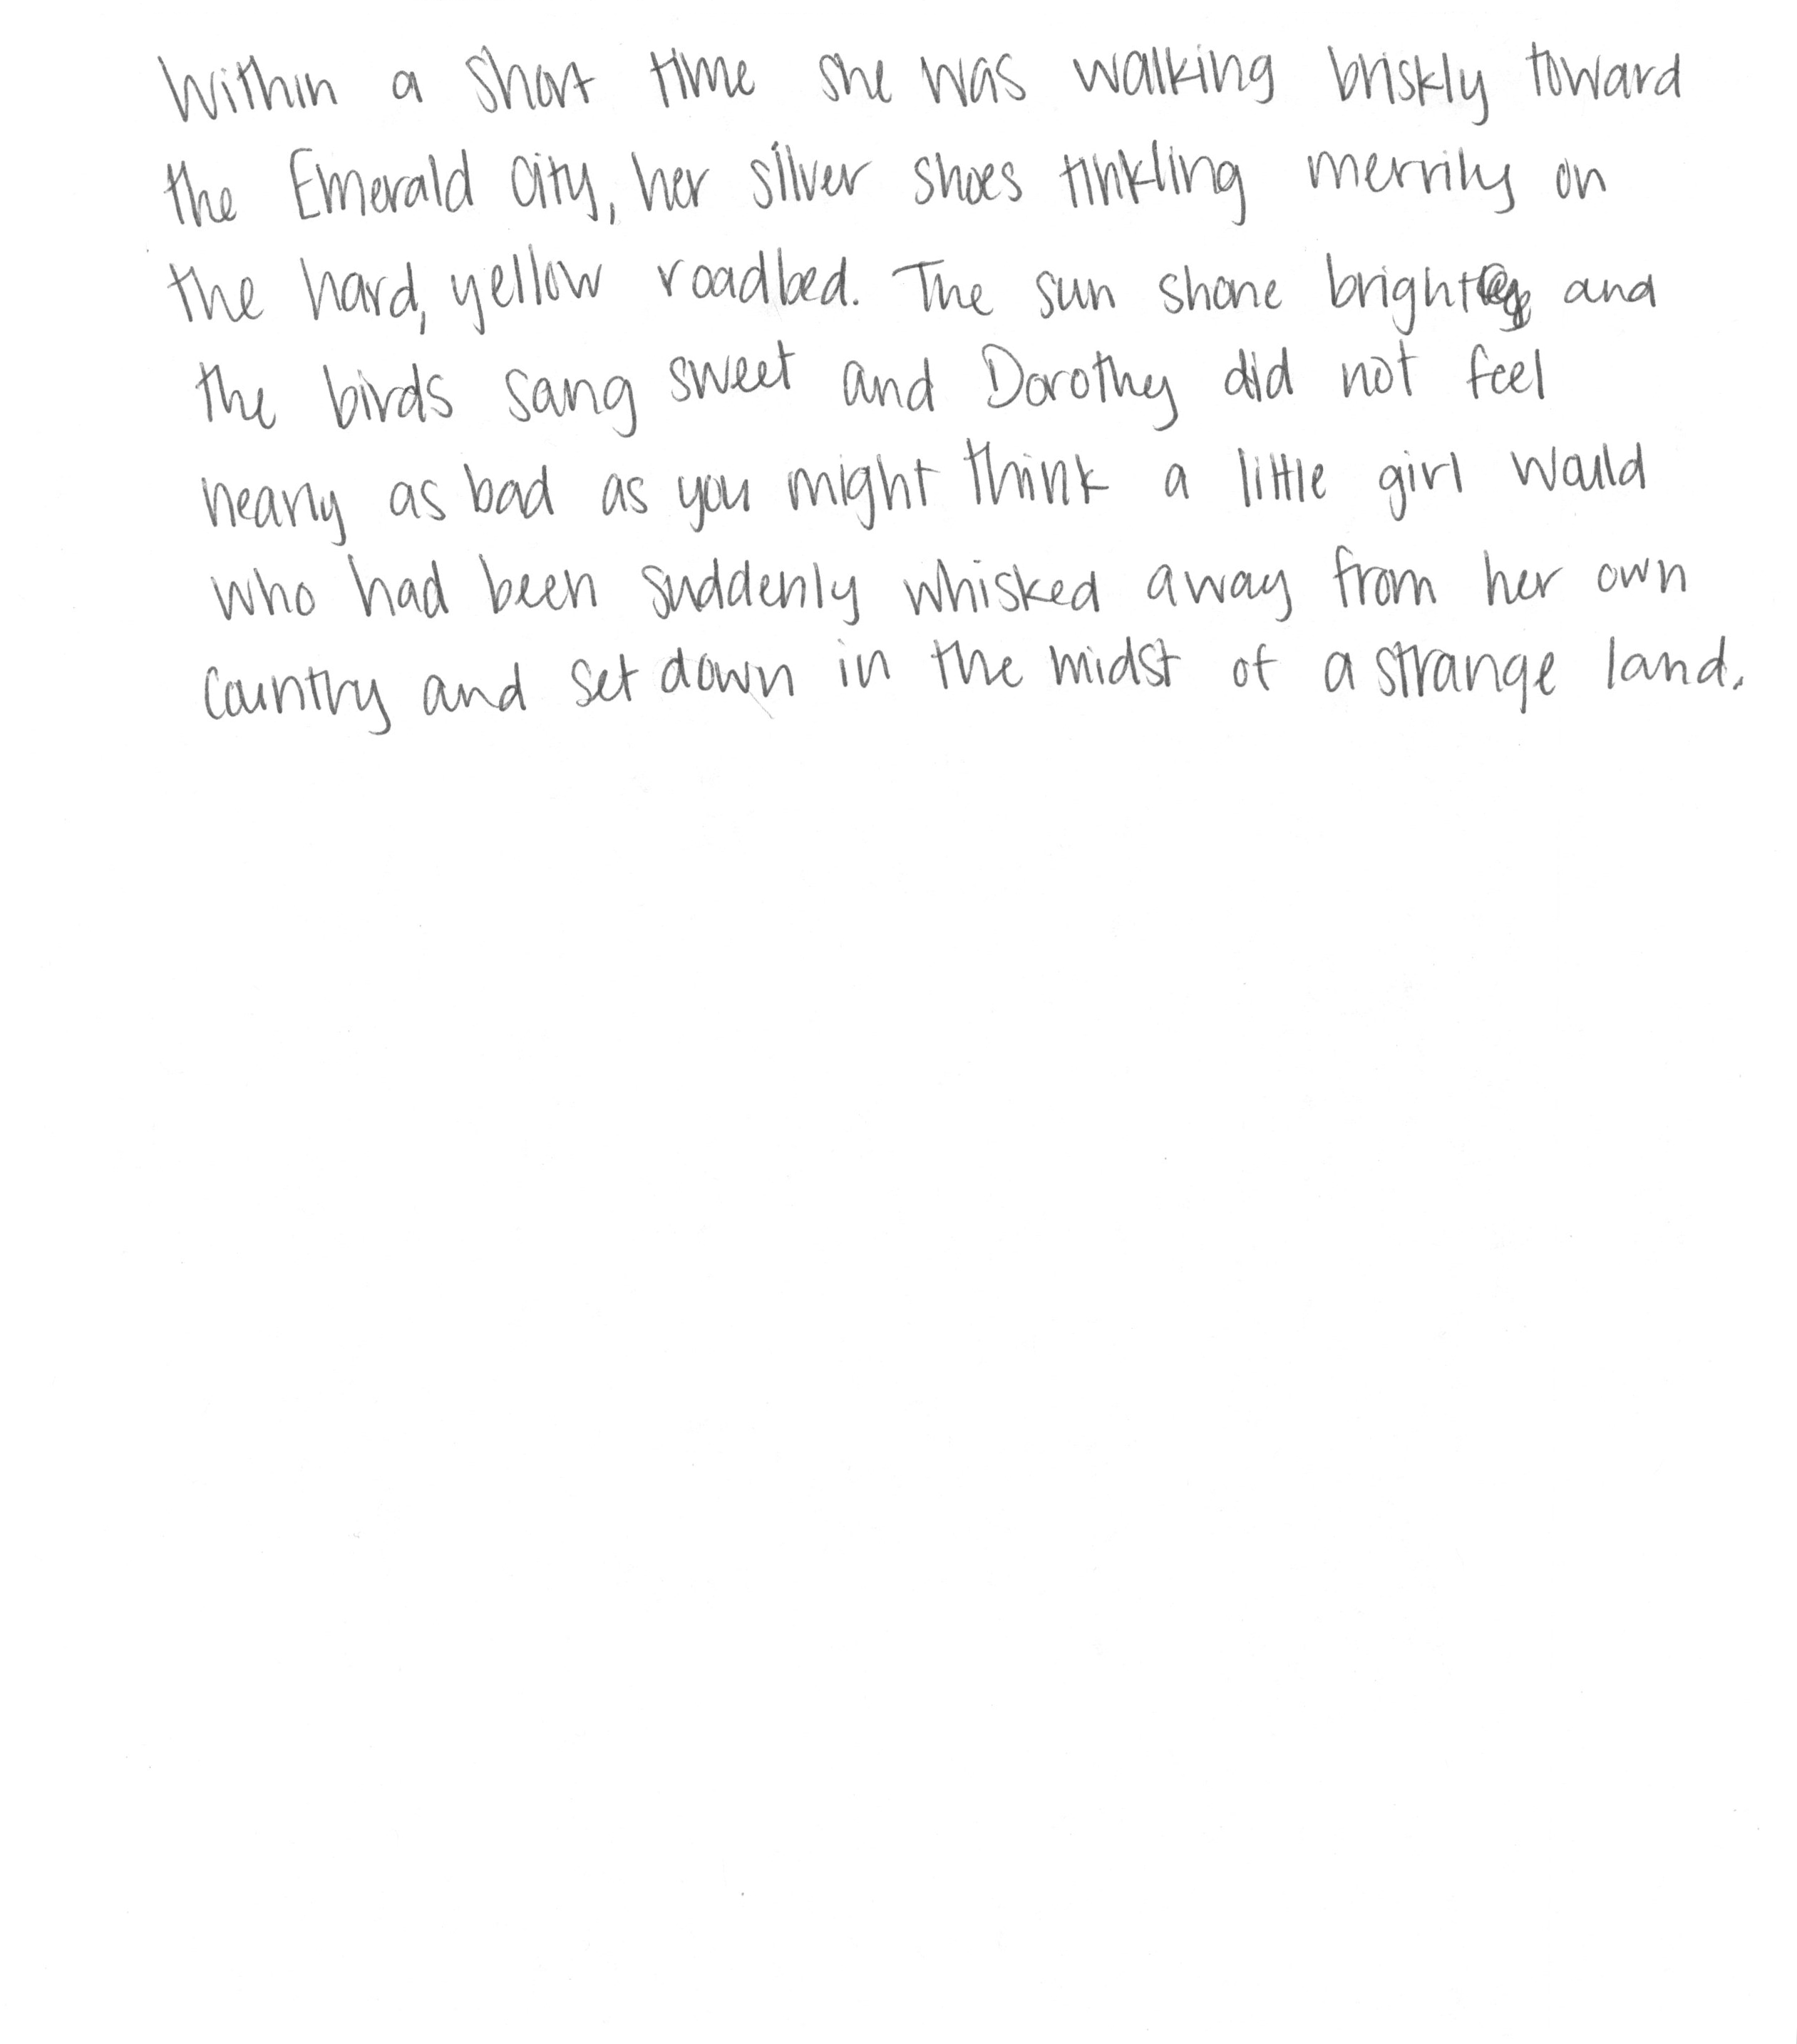 Within a short time she was walking briskly toward
the Emerald City, her silver shoes tinkling merrily on
the hard, yellow roadbed. The sun shone bright and
the birds sang sweet and Dorothy did not feel
nearly as bad as you might think a little girl would
who had been suddenly whisked away from her own
country and set down in the midst of a strange land.